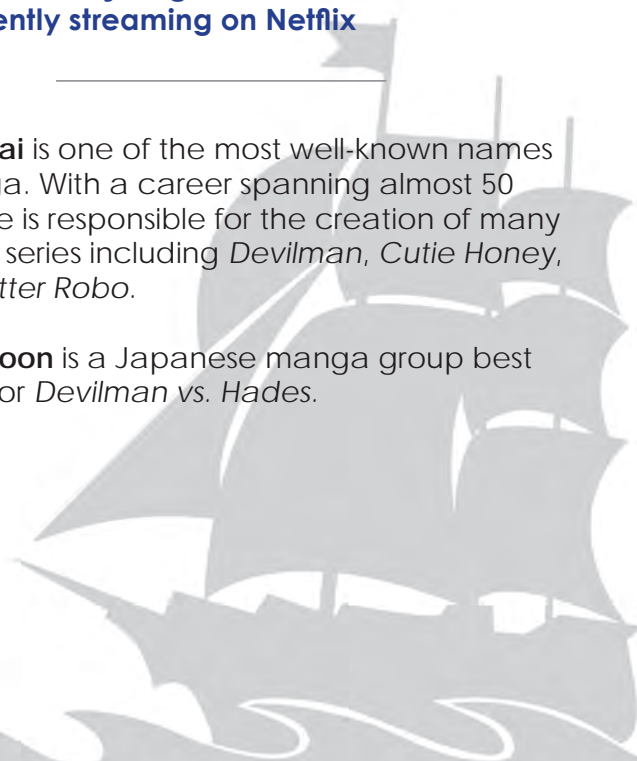 ently streaming on Netflix
ai is one of the most well-known names
ga. With a career spanning almost 50
e is responsible for the creation of many
series including Devilman, Cutie Honey,
tter Robo.
oon is a Japanese manga group best
or Devilman vs. Hades.